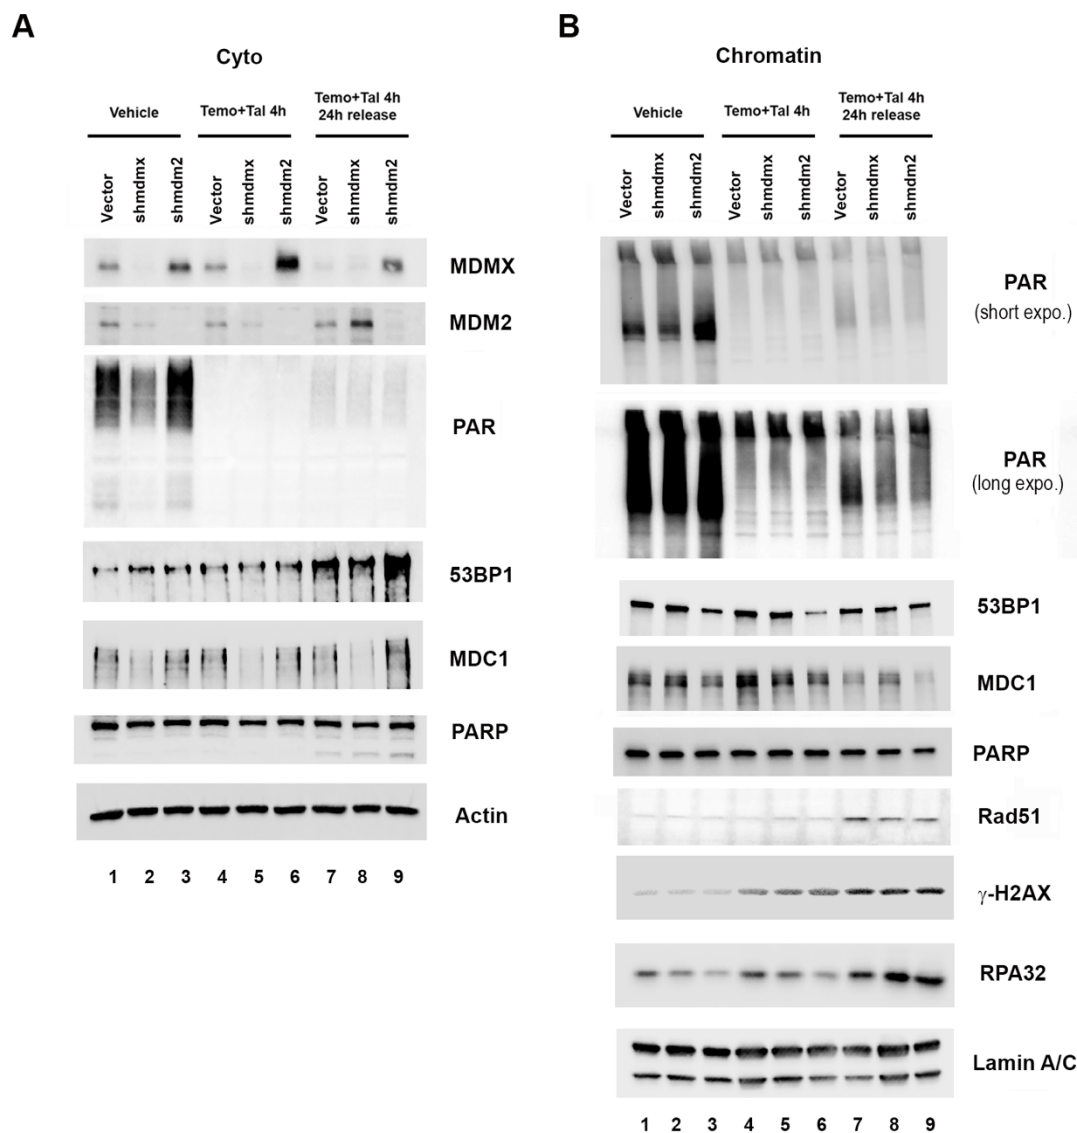 A
Cyto
Vehicle
Temo+Tal 4h
Temo+Tal 4h
24h release
Vector
shmdmx
shmdm2
Vector
shmdmx
shmdm2
Vector
shmdmx
shmdm2
MDMX
MDM2
PAR
53BP1
MDC1
PARP
Actin
1 2 3 4 5 6 7 8 9
B
Chromatin
Vehicle
Temo+Tal 4h
Temo+Tal 4h
24h release
Vector
shmdmx
shmdm2
Vector
shmdmx
shmdm2
Vector
shmdmx
shmdm2
PAR
(short expo.)
PAR
(long expo.)
53BP1
MDC1
PARP
Rad51
γ-H2AX
RPA32
Lamin A/C
1 2 3 4 5 6 7 8 9